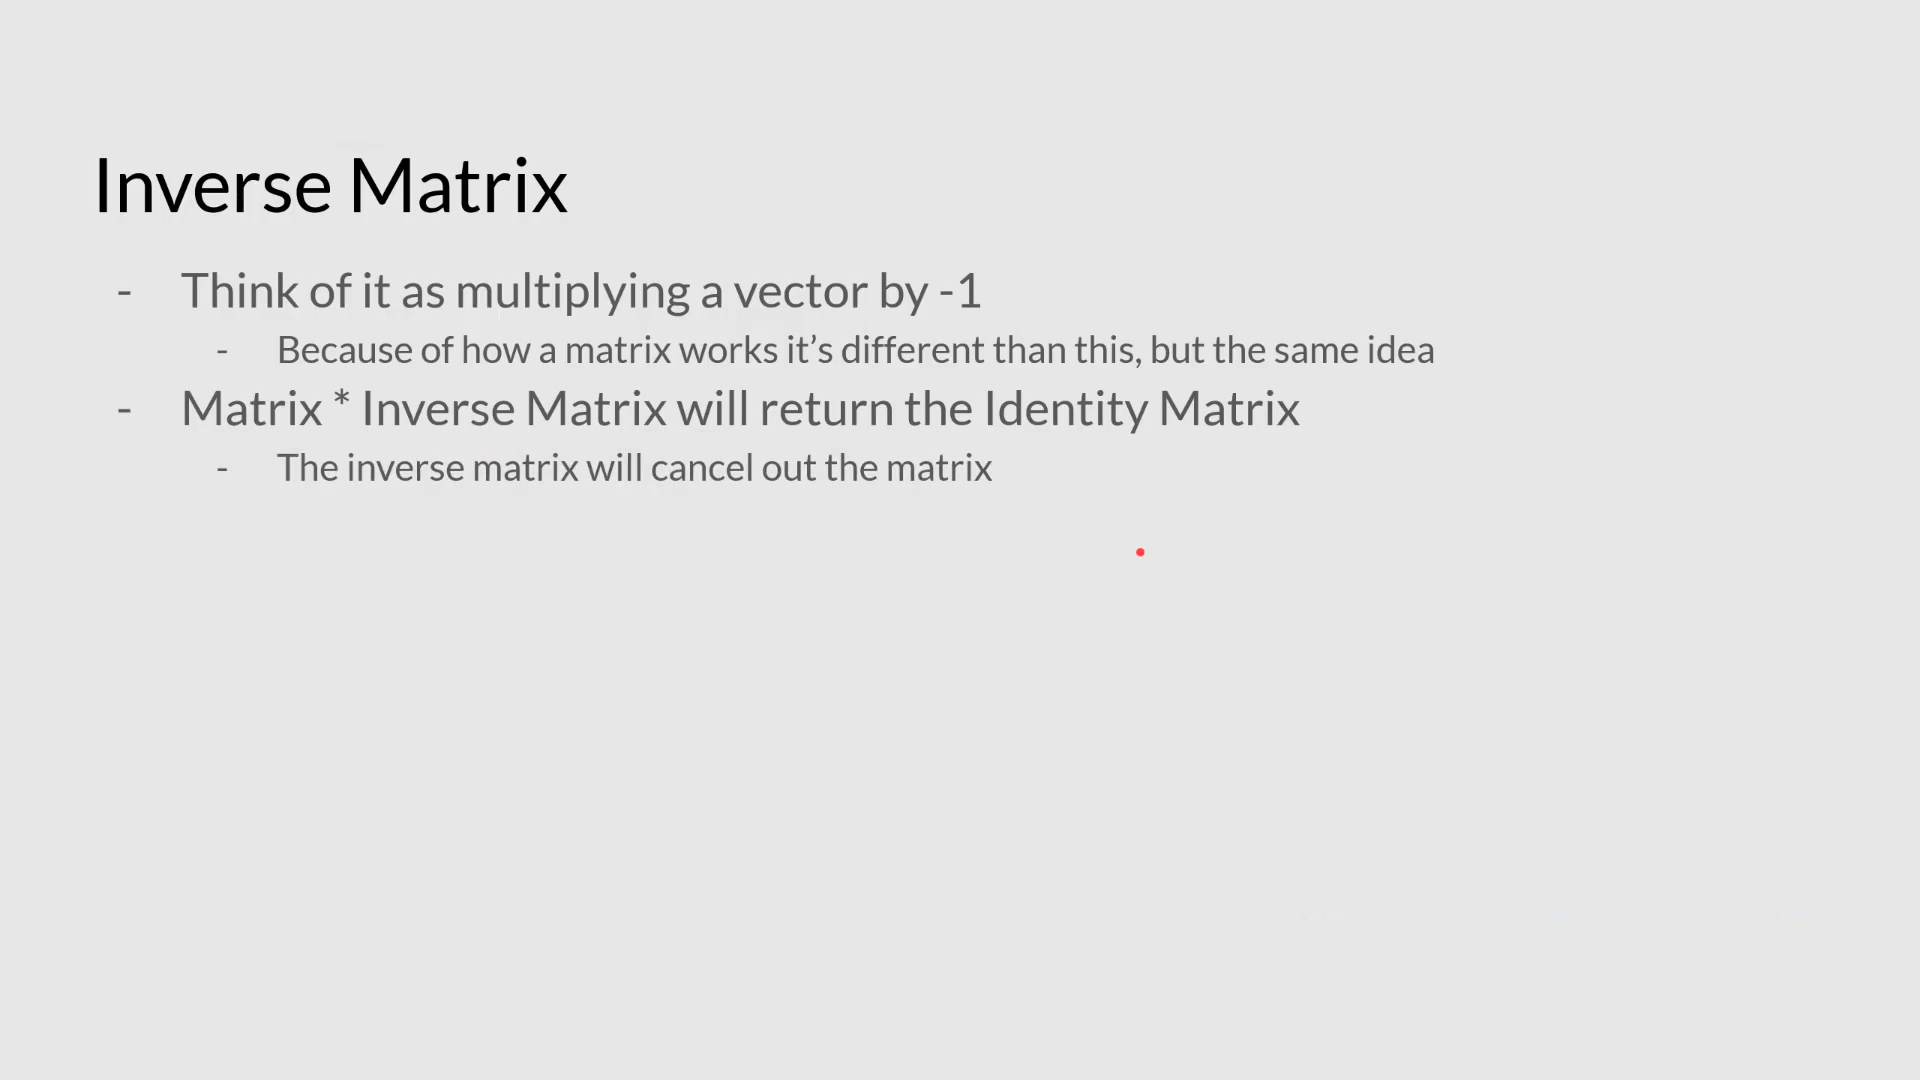 Inverse Matrix
- Think of it as multiplying a vector by -1
- Because of how a matrix works it’s different than this, but the same idea
- Matrix * Inverse Matrix will return the Identity Matrix
- The inverse matrix will cancel out the matrix